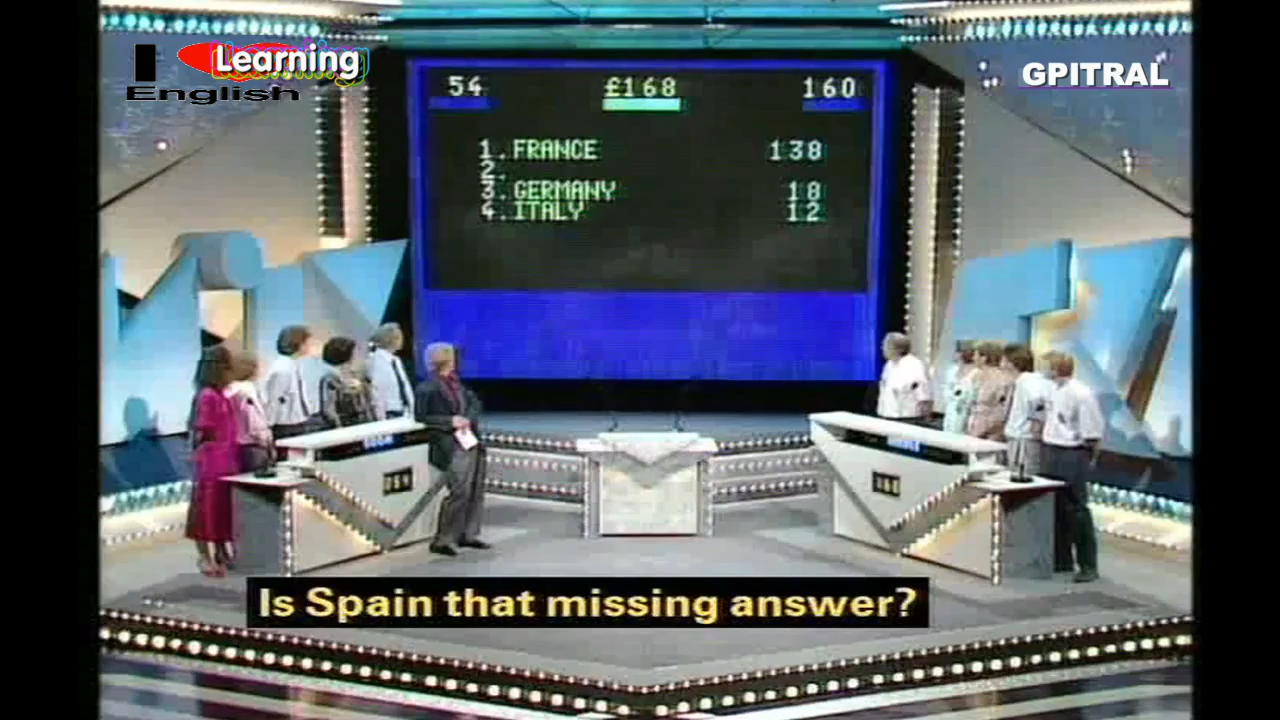 I Learning
English
GPITRAL
54 £168 160
1. FRANCE 138
2.
3. GERMANY 18
4. ITALY 12
Is Spain that missing answer?